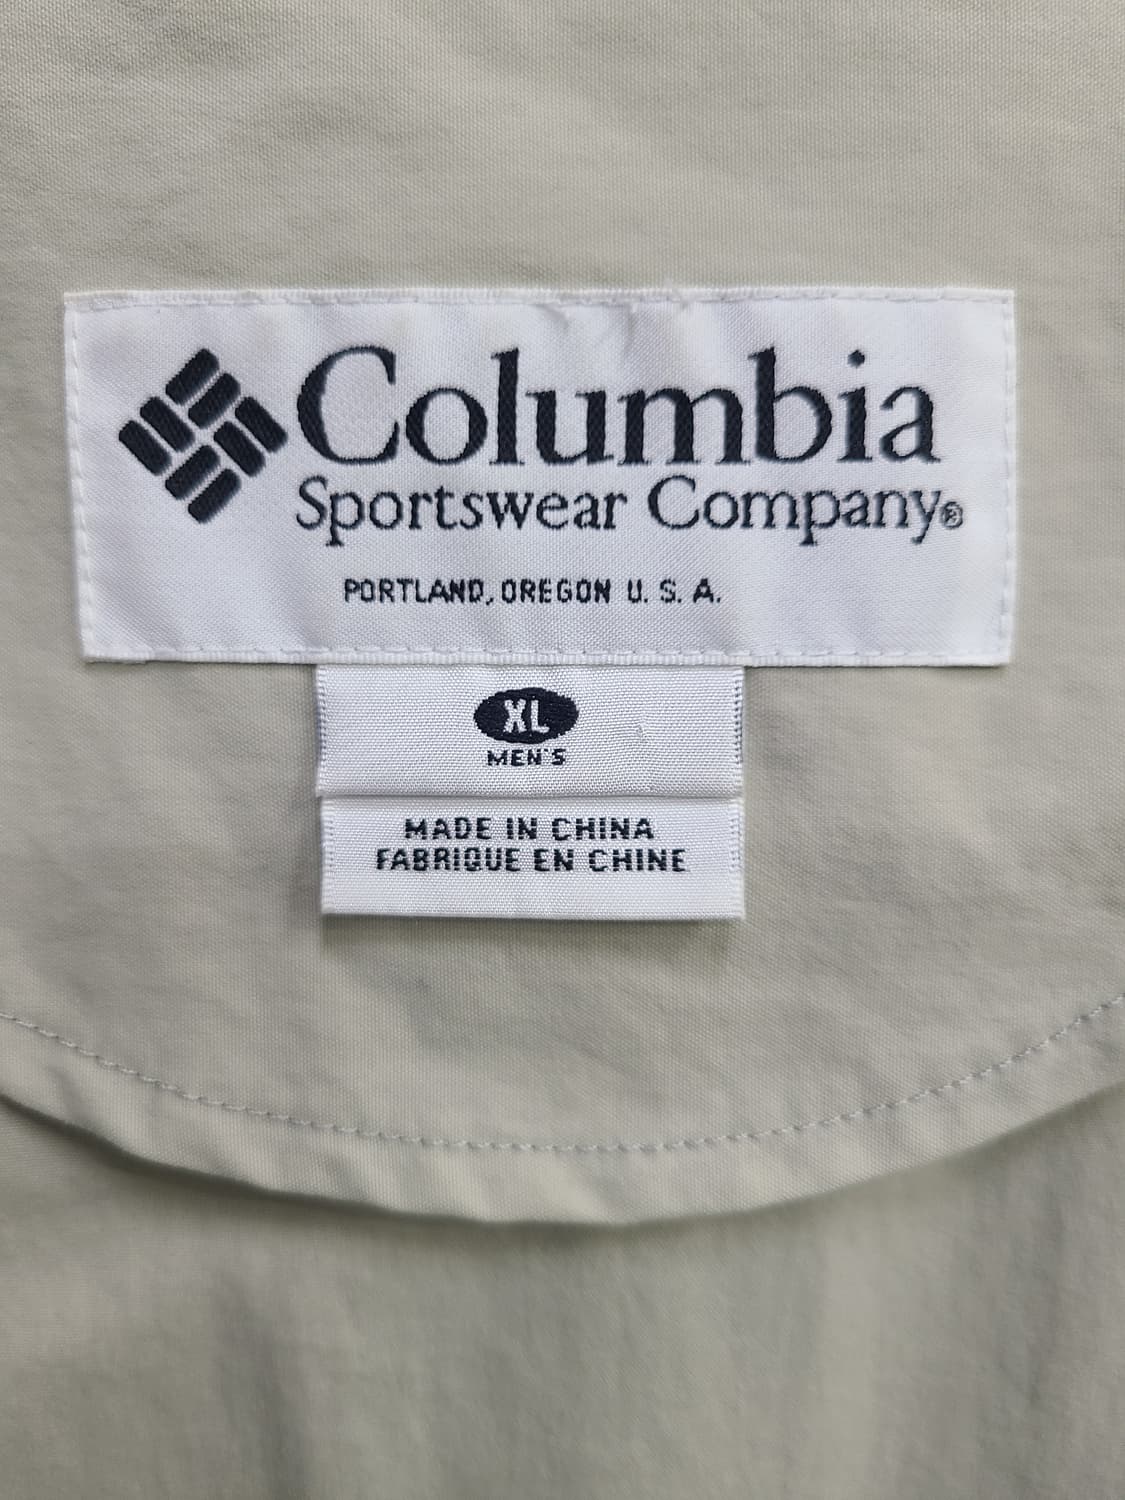 Columbia
Sportswear Company®
PORTLAND, OREGON U. S. A.
XL
MEN'S
MADE IN CHINA
FABRIQUE EN CHINE